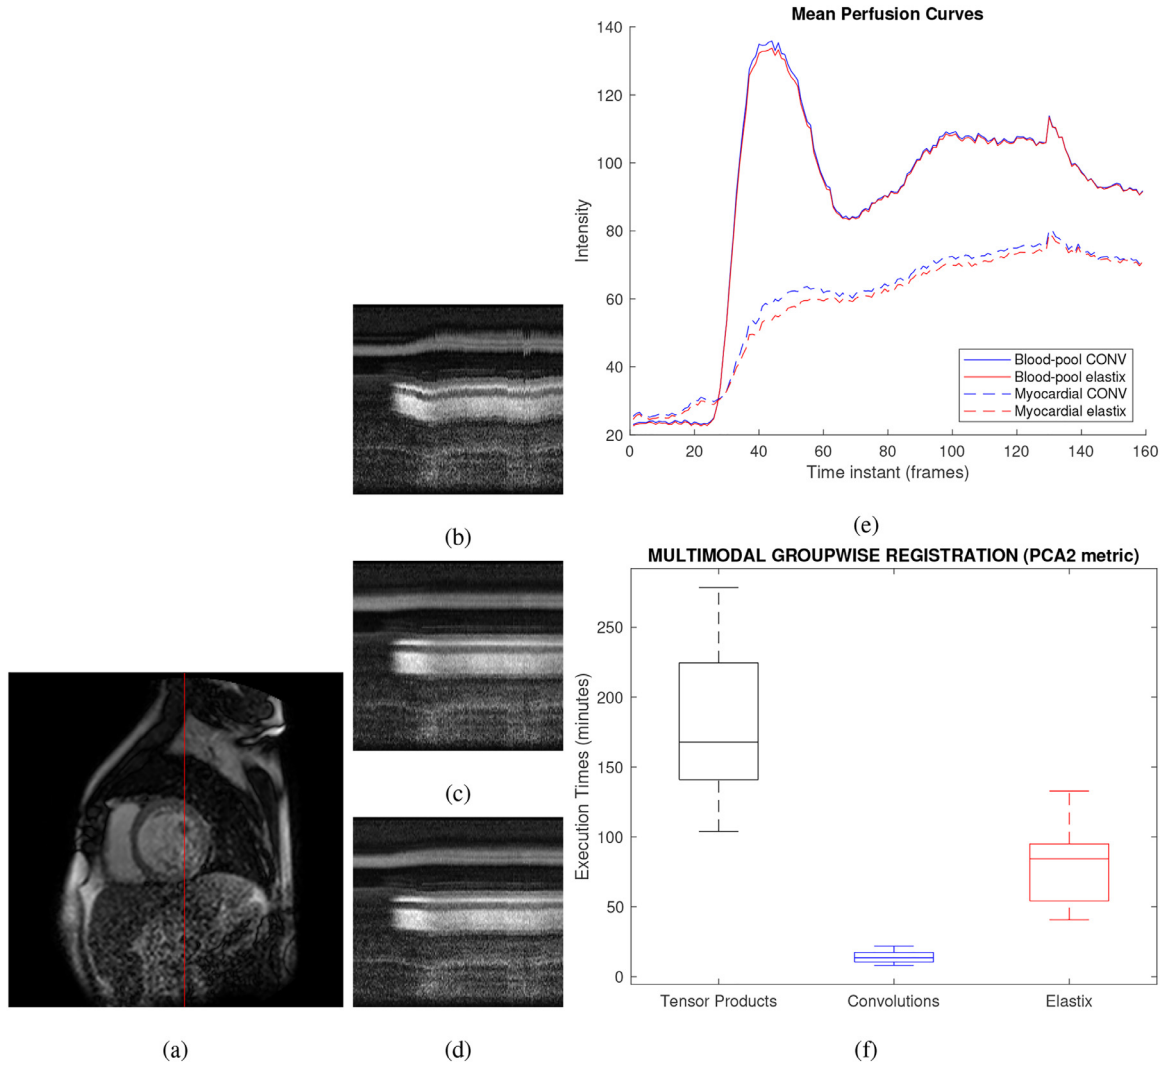 Mean Perfusion Curves
140
120
100
80
60
40
20
Intensity
0 20 40 60 80 100 120 140 160
Time instant (frames)
Blood-pool CONV
Blood-pool elastix
Myocardial CONV
Myocardial elastix
(e)
(b)
(c)
(a)
(d)
MULTIMODAL GROUPWISE REGISTRATION (PCA2 metric)
250
200
150
100
50
0
Execution Times (minutes)
Tensor Products Convolutions Elastix
(f)